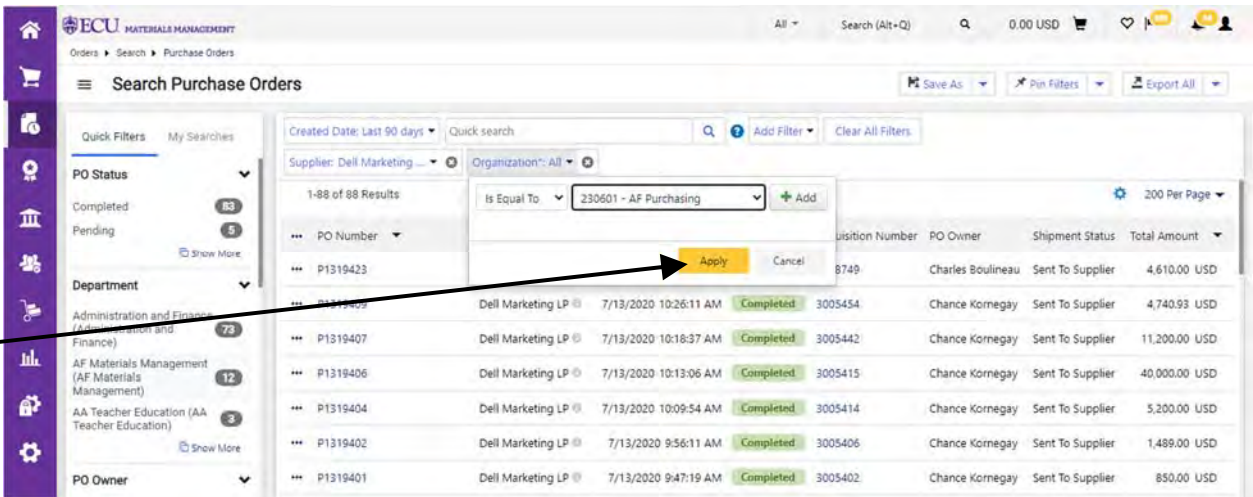 ECU MATERIALS MANAGEMENT
All
Search (Alt+Q)
0.00 USD
Orders Search Purchase Orders
Search Purchase Orders
Save As
Pin Filters
Export All
Quick Filters My Searches
Created Date: Last 90 days
Quick search
Add Filter
Clear All Filters
Supplier: Dell Marketing ...
Organization*: All
PO Status
Completed 83
Pending 5
Show More
Department
Administration and Finance
(Administration and
Finance) 73
AF Materials Management
(AF Materials
Management) 12
AA Teacher Education (AA
Teacher Education) 3
Show More
PO Owner
1-88 of 88 Results
200 Per Page
Is Equal To
230601 - AF Purchasing
Add
Apply
Cancel
PO Number uisition Number PO Owner Shipment Status Total Amount
P1319423 8749 Charles Boulineau Sent To Supplier 4,610.00 USD
P1319409 Dell Marketing LP 7/13/2020 10:26:11 AM Completed 3005454 Chance Kornegay Sent To Supplier 4,740.93 USD
P1319407 Dell Marketing LP 7/13/2020 10:18:37 AM Completed 3005442 Chance Kornegay Sent To Supplier 11,200.00 USD
P1319406 Dell Marketing LP 7/13/2020 10:13:06 AM Completed 3005415 Chance Kornegay Sent To Supplier 40,000.00 USD
P1319404 Dell Marketing LP 7/13/2020 10:09:54 AM Completed 3005414 Chance Kornegay Sent To Supplier 5,200.00 USD
P1319402 Dell Marketing LP 7/13/2020 9:56:11 AM Completed 3005406 Chance Kornegay Sent To Supplier 1,489.00 USD
P1319401 Dell Marketing LP 7/13/2020 9:47:19 AM Completed 3005402 Chance Kornegay Sent To Supplier 850.00 USD